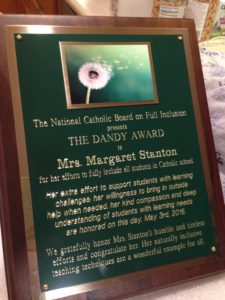 The National Catholic Board on Full Inclusion
presents
THE DANDY AWARD
to
Mrs. Margaret Stanton
for her efforts to fully include all students in Catholic school.
Her extra effort to support students with learning
challenges; her willingness to bring in outside
help when needed; her kind compassion and deep
understanding of students with learning needs
are honored on this day, May 3rd, 2016
We gratefully honor Mrs. Stanton's humble and tireless
efforts and congratulate her. Her naturally inclusive
teaching techniques are a wonderful example for all